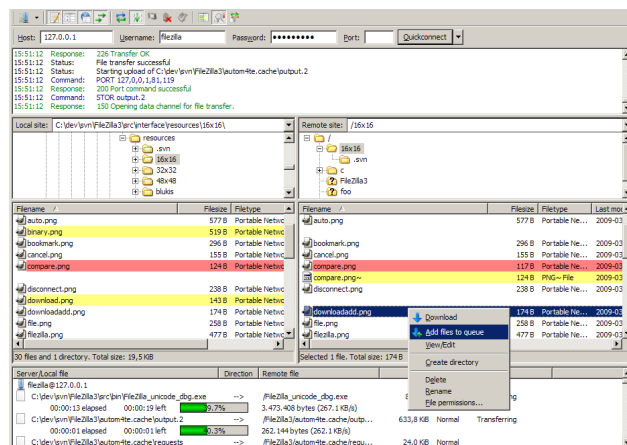 Host: 127.0.0.1 Username: filezilla Password: ●●●●●●●●● Port: Quickconnect
15:51:12 Response: 226 Transfer OK
15:51:12 Status: File transfer successful
15:51:12 Status: Starting upload of C:\dev\svn\FileZilla3\autom4te.cache\output.2
15:51:12 Command: PORT 127,0,0,1,81,119
15:51:12 Response: 200 Port command successful
15:51:12 Command: STOR output.2
15:51:12 Response: 150 Opening data channel for file transfer.
Local site: C:\dev\svn\FileZilla3\src\interface\resources\16x16\
resources
.svn
16x16
32x32
48x48
blukis
Remote site: /16x16
/
16x16
.svn
c
FileZilla3
foo
Filename Filesize Filetype
auto.png 577 B Portable Netwo
binary.png 519 B Portable Netwo
bookmark.png 296 B Portable Netwo
cancel.png 155 B Portable Netwo
compare.png 124 B Portable Netwo
disconnect.png 238 B Portable Netwo
download.png 143 B Portable Netwo
downloadadd.png 174 B Portable Netwo
file.png 258 B Portable Netwo
filezilla.png 477 B Portable Netwo
30 files and 1 directory. Total size: 19,5 KiB
Filename Filesize Filetype Last mo
auto.png 577 B Portable Ne... 2009-03
bookmark.png 296 B Portable Ne... 2009-03
cancel.png 155 B Portable Ne... 2009-03
compare.png 117 B Portable Ne... 2009-03
compare.png~ 124 B PNG~ File 2009-03
disconnect.png 238 B Portable Ne... 2009-03
downloadadd.png 174 B Portable Ne... 2009-03
file.png 258 B Portable Ne... 2009-03
filezilla.png 477 B Portable Ne... 2009-03
Selected 1 file. Total size: 174 B
Download
Add files to queue
View/Edit
Create directory
Delete
Rename
File permissions...
Server/Local file Direction Remote file
filezilla@127.0.0.1
C:\dev\svn\FileZilla3\src\bin\FileZilla_unicode_dbg.exe --> /FileZilla_unicode_dbg.exe
00:00:13 elapsed 00:00:19 left 9.7% 3.473.408 bytes (267.1 KB/s)
C:\dev\svn\FileZilla3\autom4te.cache\output.2 --> /FileZilla3/autom4te.cache/outp... 633,8 KiB Normal Transferring
00:00:01 elapsed 00:00:01 left 0.3% 262.144 bytes (262.1 KB/s)
C:\dev\svn\FileZilla3\autom4te.cache\requests --> /FileZilla3/autom4te.cache/requ... 24,0 KiB Normal